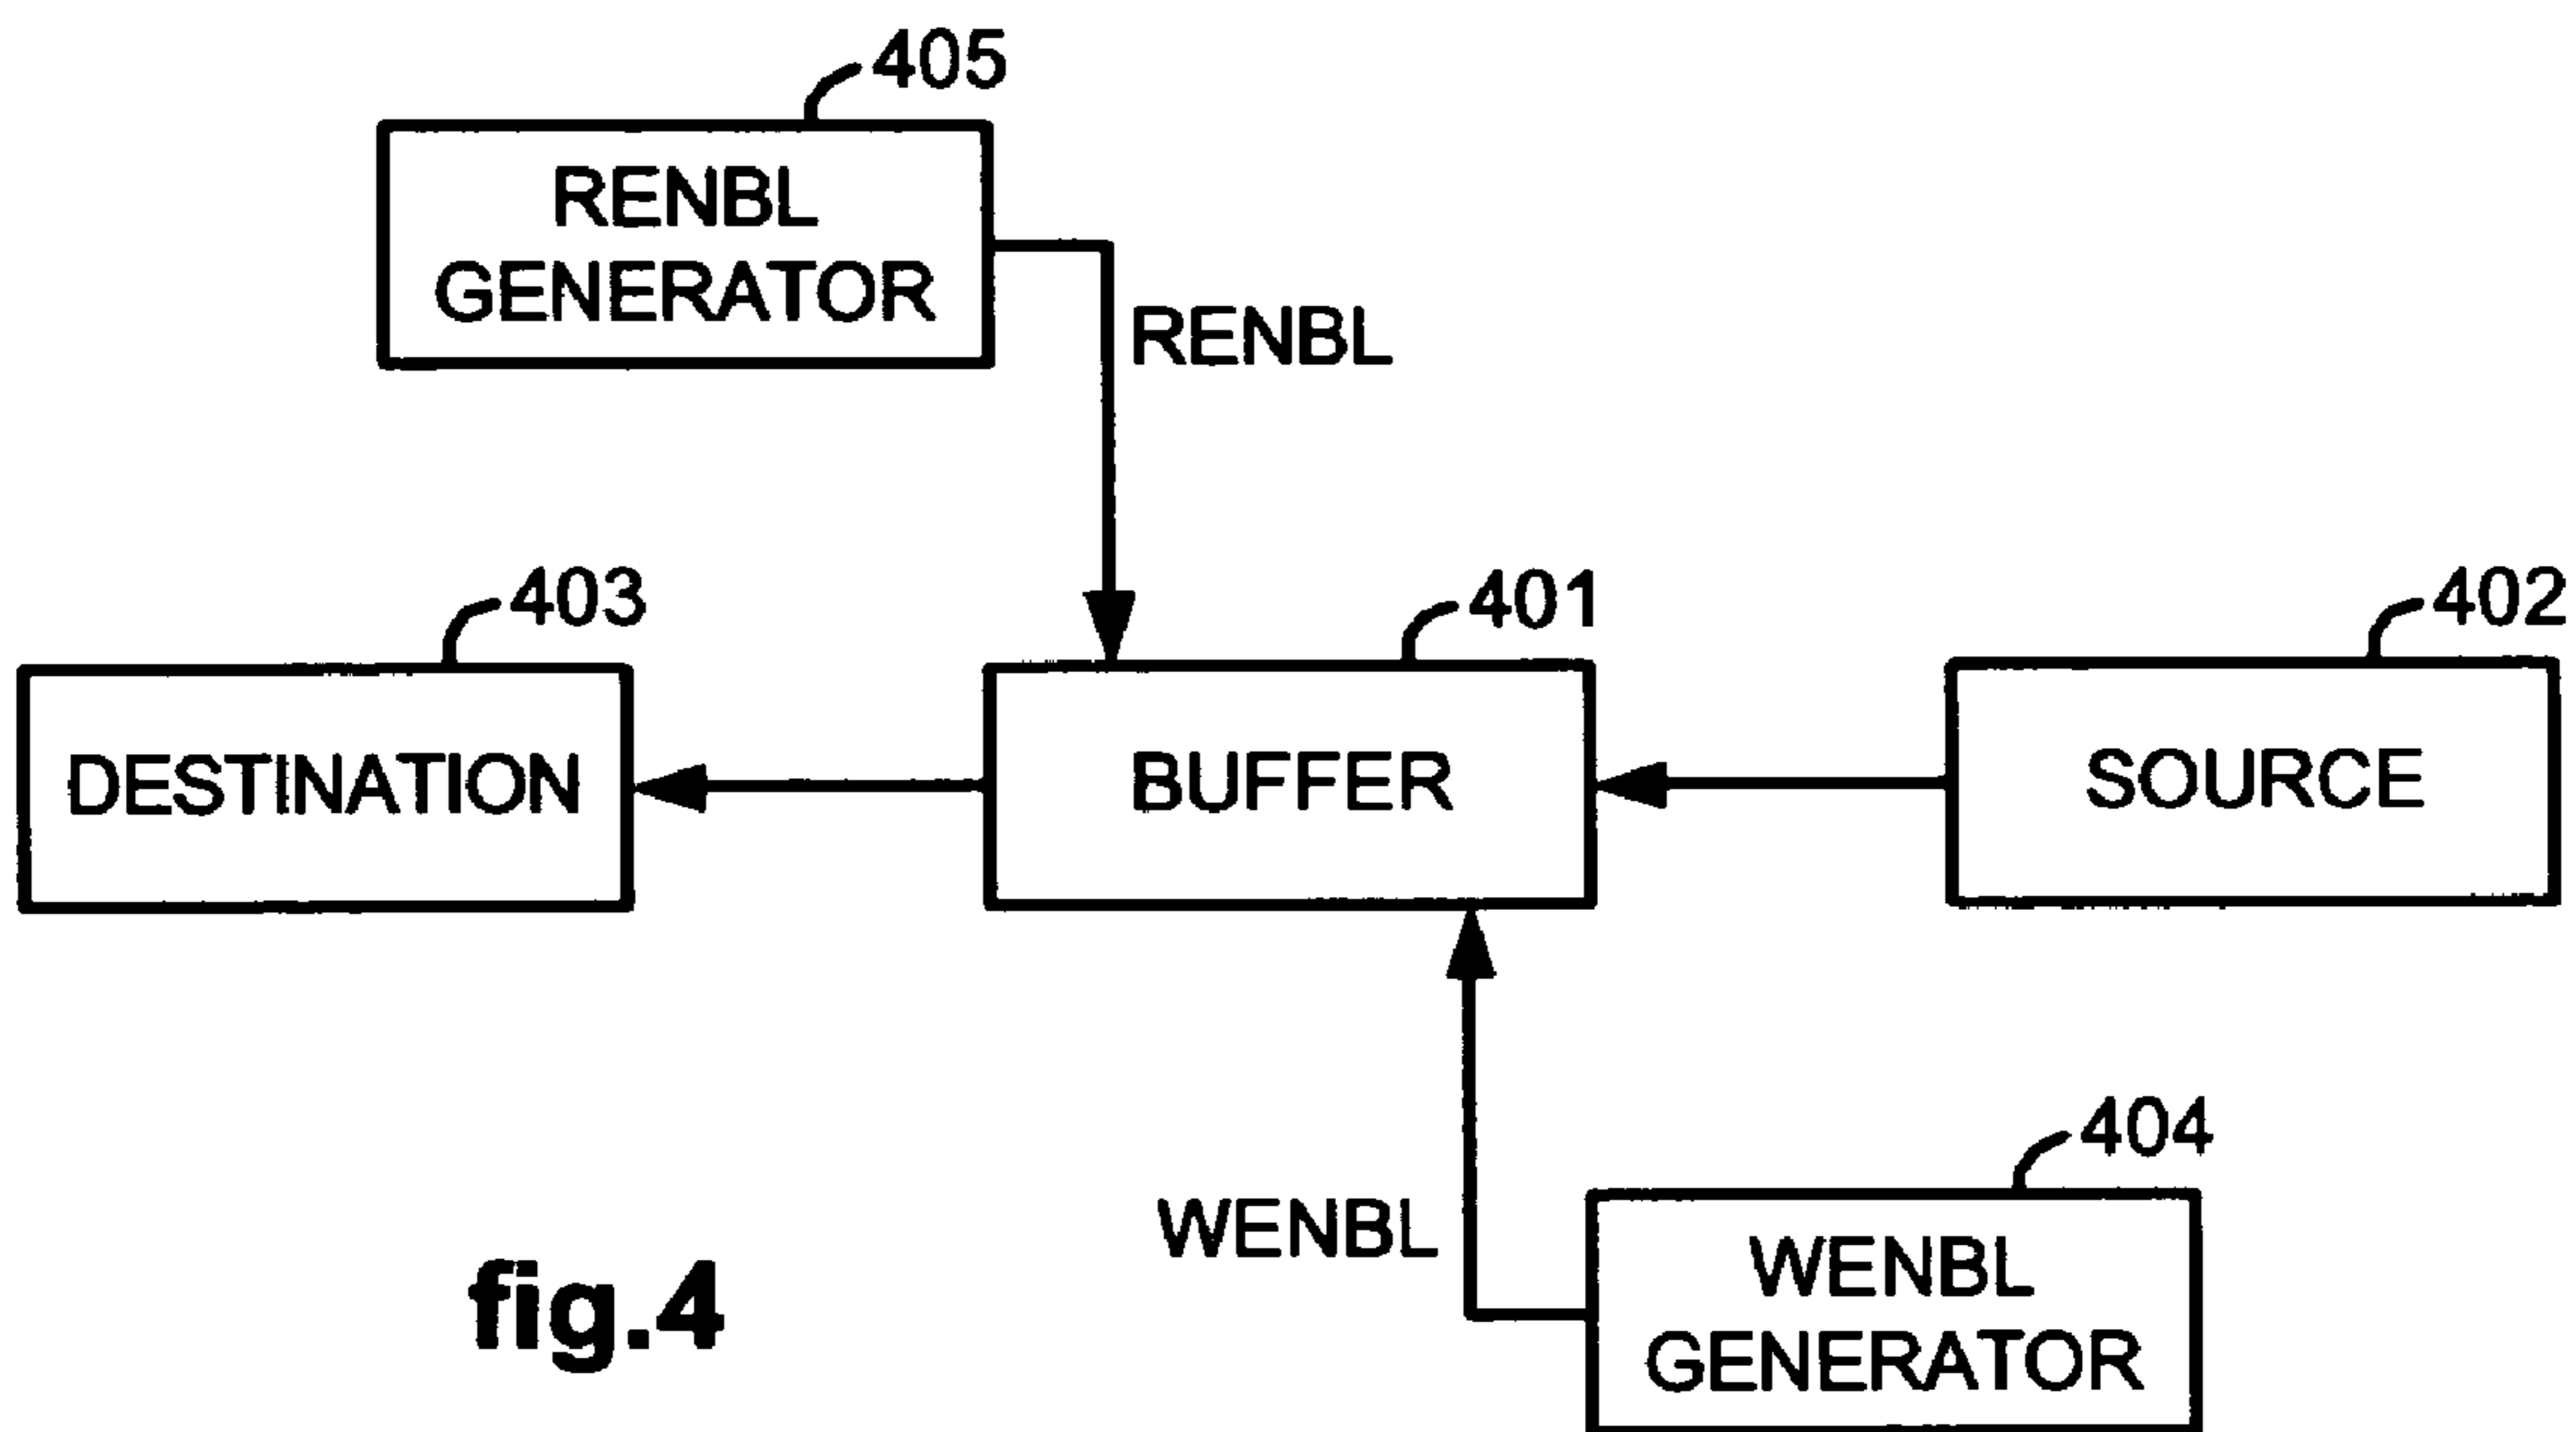 405
RENBL
GENERATOR
RENBL
403
401
402
DESTINATION
BUFFER
SOURCE
404
WENBL
WENBL
GENERATOR
fig.4